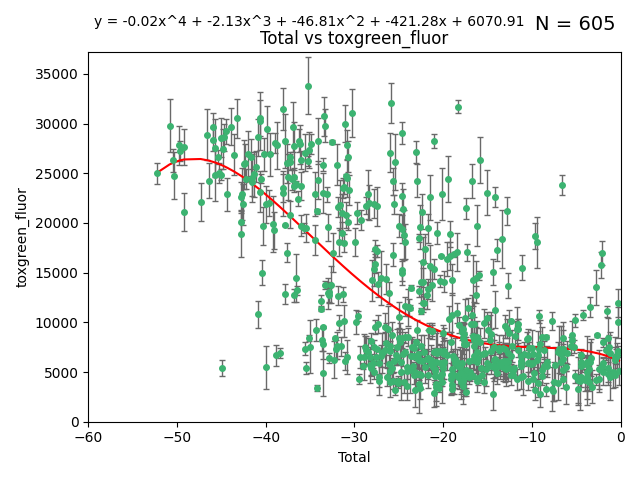 y = -0.02x^4 + -2.13x^3 + -46.81x^2 + -421.28x + 6070.91 N = 605
Total vs toxgreen_fluor
35000
30000
25000
20000
15000
10000
5000
0
toxgreen_fluor
−60 −50 −40 −30 −20 −10 0
Total